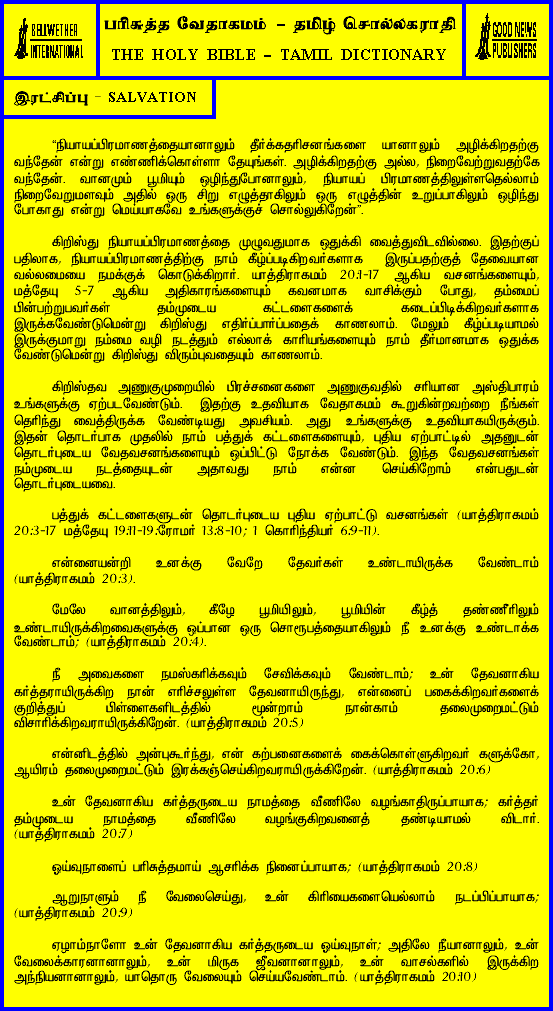 BELLWETHER
INTERNATIONAL
பரிசுத்த வேதாகமம் - தமிழ் சொல்லகராதி
THE HOLY BIBLE - TAMIL DICTIONARY
GOOD NEWS
PUBLISHERS
இரட்சிப்பு - SALVATION
"நியாயப்பிரமாணத்தையானாலும் தீர்க்கதரிசனங்களை யானாலும் அழிக்கிறதற்கு
வந்தேன் என்று எண்ணிக்கொள்ளா தேயுங்கள். அழிக்கிறதற்கு அல்ல, நிறைவேற்றுவதற்கே
வந்தேன். வானமும் பூமியும் ஒழிந்துபோனாலும், நியாயப் பிரமாணத்திலுள்ளதெல்லாம்
நிறைவேறுமளவும் அதில் ஒரு சிறு எழுத்தாகிலும் ஒரு எழுத்தின் உறுப்பாகிலும் ஒழிந்து
போகாது என்று மெய்யாகவே உங்களுக்குச் சொல்லுகிறேன்".
கிறிஸ்து நியாயப்பிரமாணத்தை முழுவதுமாக ஒதுக்கி வைத்துவிடவில்லை. இதற்குப்
பதிலாக, நியாயப்பிரமாணத்திற்கு நாம் கீழ்ப்படிகிறவர்களாக இருப்பதற்குத் தேவையான
வல்லமையை நமக்குக் கொடுக்கிறார். யாத்திராகமம் 20:1-17 ஆகிய வசனங்களையும்,
மத்தேயு 5-7 ஆகிய அதிகாரங்களையும் கவனமாக வாசிக்கும் போது, தம்மைப்
பின்பற்றுபவர்கள் தம்முடைய கட்டளைகளைக் கடைப்பிடிக்கிறவர்களாக
இருக்கவேண்டுமென்று கிறிஸ்து எதிர்ப்பார்ப்பதைக் காணலாம். மேலும் கீழ்ப்படியாமல்
இருக்குமாறு நம்மை வழி நடத்தும் எல்லாக் காரியங்களையும் நாம் தீர்மானமாக ஒதுக்க
வேண்டுமென்று கிறிஸ்து விரும்புவதையும் காணலாம்.
கிறிஸ்தவ அணுகுமுறையில் பிரச்சனைகளை அணுகுவதில் சரியான அஸ்திபாரம்
உங்களுக்கு ஏற்படவேண்டும். இதற்கு உதவியாக வேதாகமம் கூறுகின்றவற்றை நீங்கள்
தெரிந்து வைத்திருக்க வேண்டியது அவசியம். அது உங்களுக்கு உதவியாகயிருக்கும்.
இதன் தொடர்பாக முதலில் நாம் பத்துக் கட்டளைகளையும், புதிய ஏற்பாட்டில் அதனுடன்
தொடர்புடைய வேதவசனங்களையும் ஒப்பிட்டு நோக்க வேண்டும். இந்த வேதவசனங்கள்
நம்முடைய நடத்தையுடன் அதாவது நாம் என்ன செய்கிறோம் என்பதுடன்
தொடர்புடையவை.
பத்துக் கட்டளைகளுடன் தொடர்புடைய புதிய ஏற்பாட்டு வசனங்கள் (யாத்திராகமம்
20:3-17 மத்தேயு 19:11-19;ரோமர் 13:8-10; 1 கொரிந்தியர் 6:9-11).
என்னையன்றி உனக்கு வேறே தேவர்கள் உண்டாயிருக்க வேண்டாம்
(யாத்திராகமம் 20:3).
மேலே வானத்திலும், கீழே பூமியிலும், பூமியின் கீழ்த் தண்ணீரிலும்
உண்டாயிருக்கிறவைகளுக்கு ஒப்பான ஒரு சொரூபத்தையாகிலும் நீ உனக்கு உண்டாக்க
வேண்டாம்; (யாத்திராகமம் 20:4).
நீ அவைகளை நமஸ்கரிக்கவும் சேவிக்கவும் வேண்டாம்; உன் தேவனாகிய
கர்த்தராயிருக்கிற நான் எரிச்சலுள்ள தேவனாயிருந்து, என்னைப் பகைக்கிறவர்களைக்
குறித்துப் பிள்ளைகளிடத்தில் மூன்றாம் நான்காம் தலைமுறைமட்டும்
விசாரிக்கிறவராயிருக்கிறேன். (யாத்திராகமம் 20:5)
என்னிடத்தில் அன்புகூர்ந்து, என் கற்பனைகளைக் கைக்கொள்ளுகிறவர் களுக்கோ,
ஆயிரம் தலைமுறைமட்டும் இரக்கஞ்செய்கிறவராயிருக்கிறேன். (யாத்திராகமம் 20:6)
உன் தேவனாகிய கர்த்தருடைய நாமத்தை வீணிலே வழங்காதிருப்பாயாக; கர்த்தர்
தம்முடைய நாமத்தை வீணிலே வழங்குகிறவனைத் தண்டியாமல் விடார்.
(யாத்திராகமம் 20:7)
ஓய்வுநாளைப் பரிசுத்தமாய் ஆசரிக்க நினைப்பாயாக; (யாத்திராகமம் 20:8)
ஆறுநாளும் நீ வேலைசெய்து, உன் கிரியைகளையெல்லாம் நடப்பிப்பாயாக;
(யாத்திராகமம் 20:9)
ஏழாம்நாளோ உன் தேவனாகிய கர்த்தருடைய ஓய்வுநாள்; அதிலே நீயானாலும், உன்
வேலைக்காரனானாலும், உன் மிருக ஜீவனானாலும், உன் வாசல்களில் இருக்கிற
அந்நியனானாலும், யாதொரு வேலையும் செய்யவேண்டாம். (யாத்திராகமம் 20:10)